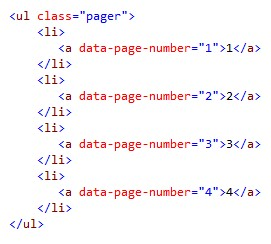 <ul class="pager">
    <li>
        <a data-page-number="1">1</a>
    </li>
    <li>
        <a data-page-number="2">2</a>
    </li>
    <li>
        <a data-page-number="3">3</a>
    </li>
    <li>
        <a data-page-number="4">4</a>
    </li>
</ul>